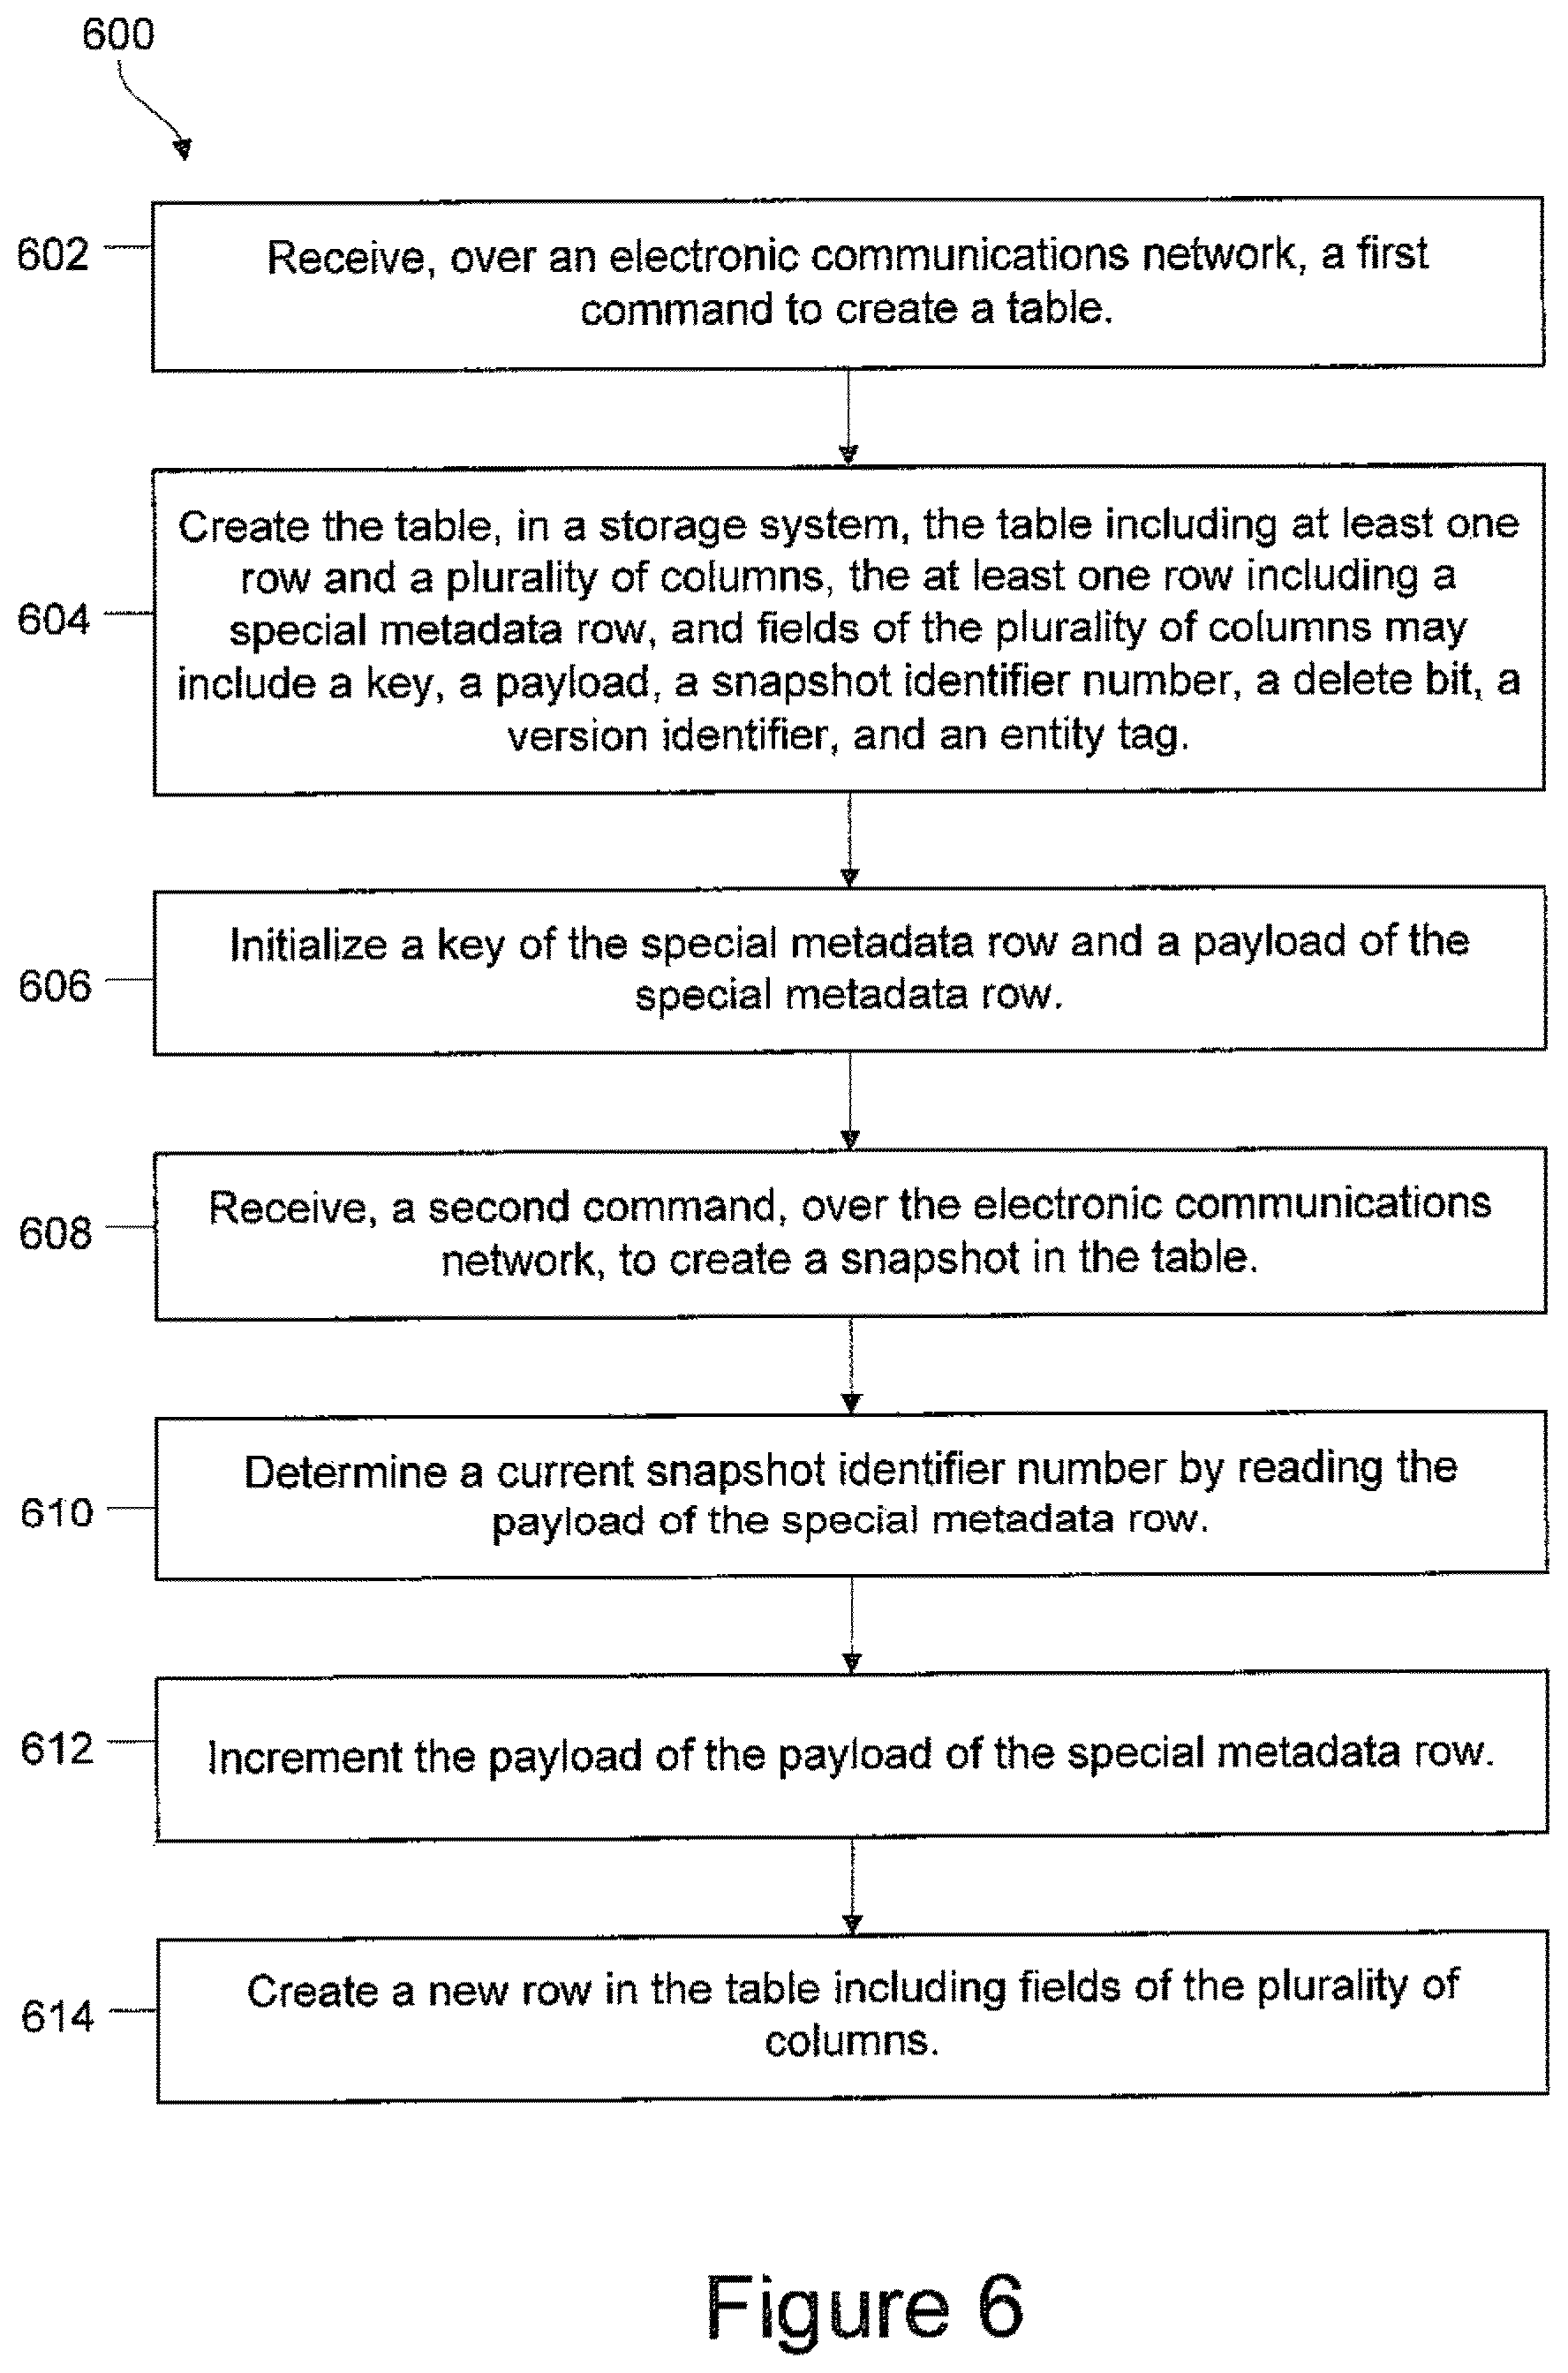 600
602
Receive, over an electronic communications network, a first
command to create a table.
604
Create the table, in a storage system, the table including at least one
row and a plurality of columns, the at least one row including a
special metadata row, and fields of the plurality of columns may
include a key, a payload, a snapshot identifier number, a delete bit, a
version identifier, and an entity tag.
606
Initialize a key of the special metadata row and a payload of the
special metadata row.
608
Receive, a second command, over the electronic communications
network, to create a snapshot in the table.
610
Determine a current snapshot identifier number by reading the
payload of the special metadata row.
612
Increment the payload of the payload of the special metadata row.
614
Create a new row in the table including fields of the plurality of
columns.
Figure 6